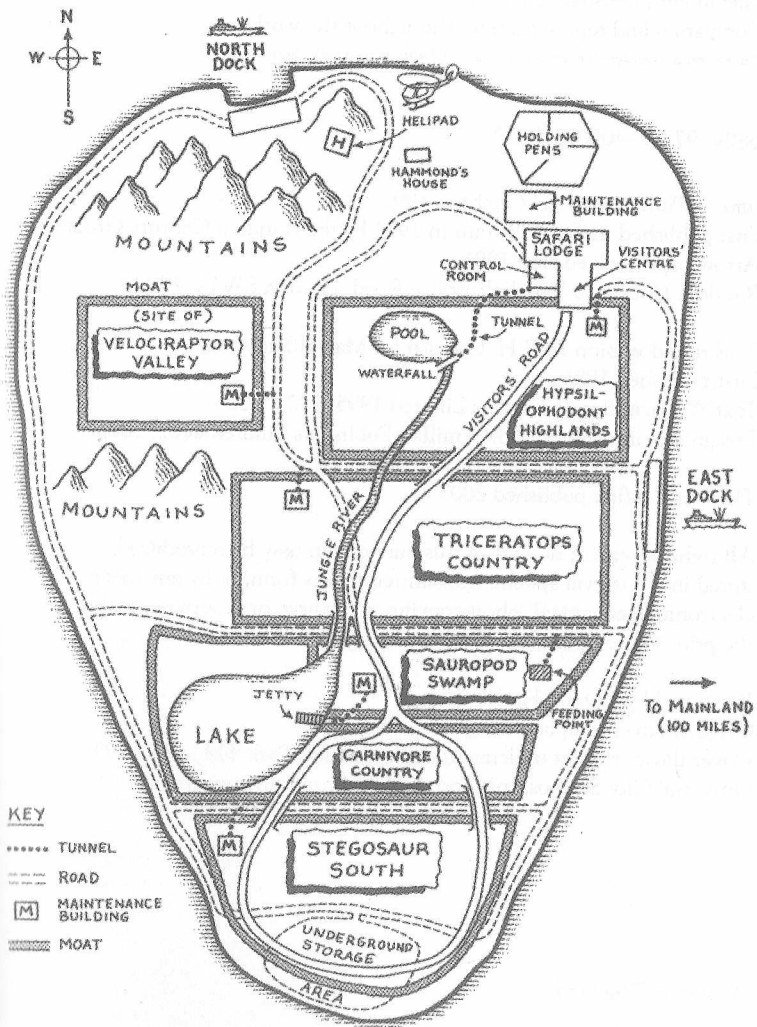 N
W
E
S
NORTH
DOCK
H
HELIPAD
HAMMOND'S
HOUSE
HOLDING
PENS
MAINTENANCE
BUILDING
SAFARI
LODGE
CONTROL
ROOM
VISITORS'
CENTRE
MOUNTAINS
MOAT
(SITE OF)
VELOCIRAPTOR
VALLEY
M
POOL
TUNNEL
WATERFALL
VISITORS' ROAD
M
HYPSIL-
OPHODONT
HIGHLANDS
MOUNTAINS
M
JUNGLE RIVER
TRICERATOPS
COUNTRY
EAST
DOCK
SAUROPOD
SWAMP
M
JETTY
LAKE
FEEDING
POINT
TO MAINLAND
(100 MILES)
CARNIVORE
COUNTRY
M
STEGOSAUR
SOUTH
UNDERGROUND
STORAGE
AREA
KEY
TUNNEL
ROAD
M
MAINTENANCE
BUILDING
MOAT